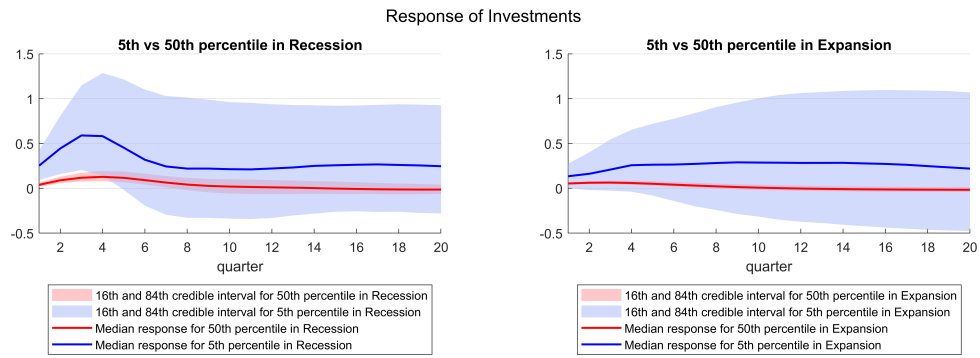 Response of Investments
5th vs 50th percentile in Recession
1.5
1
0.5
0
-0.5
2 4 6 8 10 12 14 16 18 20
quarter
16th and 84th credible interval for 50th percentile in Recession
16th and 84th credible interval for 5th percentile in Recession
Median response for 50th percentile in Recession
Median response for 5th percentile in Recession
5th vs 50th percentile in Expansion
1.5
1
0.5
0
-0.5
2 4 6 8 10 12 14 16 18 20
quarter
16th and 84th credible interval for 50th percentile in Expansion
16th and 84th credible interval for 5th percentile in Expansion
Median response for 50th percentile in Expansion
Median response for 5th percentile in Expansion